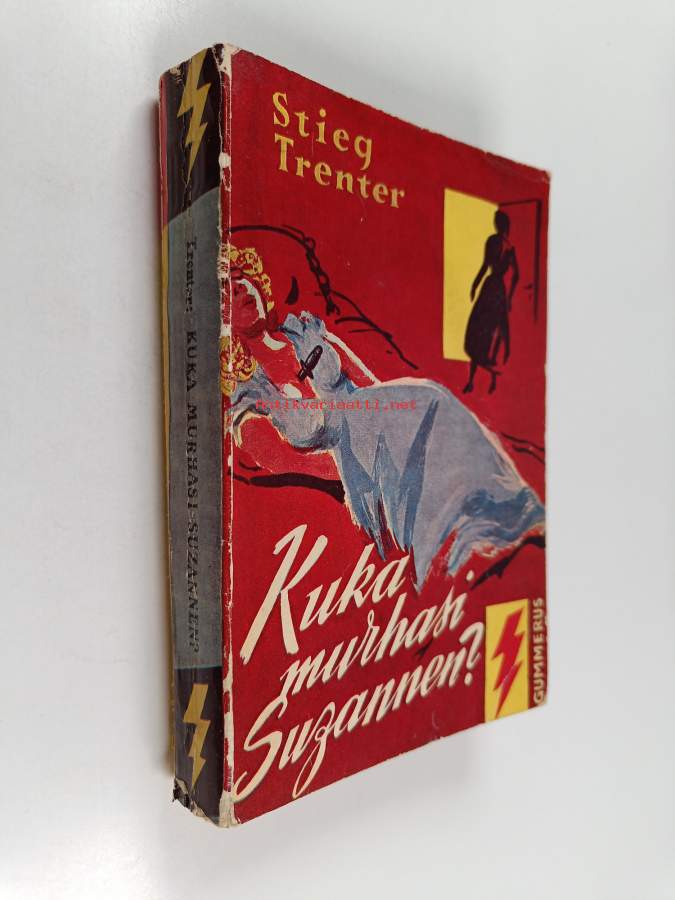 Stieg
Trenter
Trenter: KUKA MURHASI SUZANNEN?
antikvariaatti.net
Kuka
murhasi
Suzannen?
GUMMERUS